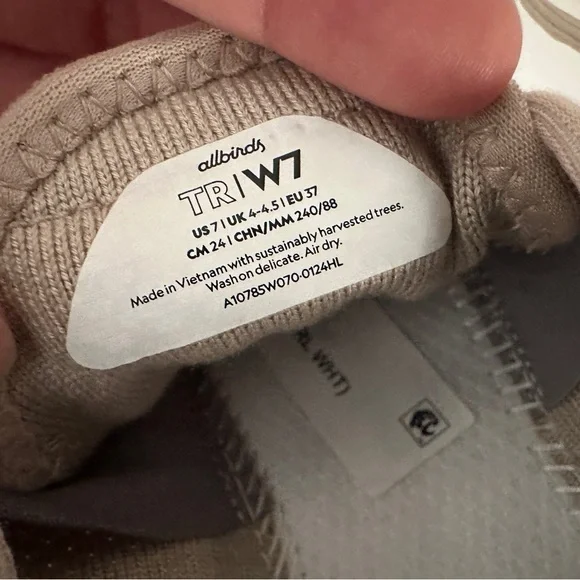 allbirds
TR|W7
US 7 | UK 4-4.5 | EU 37
CM 24 | CHN/MM 240/88
Made in Vietnam with sustainably harvested trees.
Wash on delicate. Air dry.
A10785W070-0124HL
WHT)